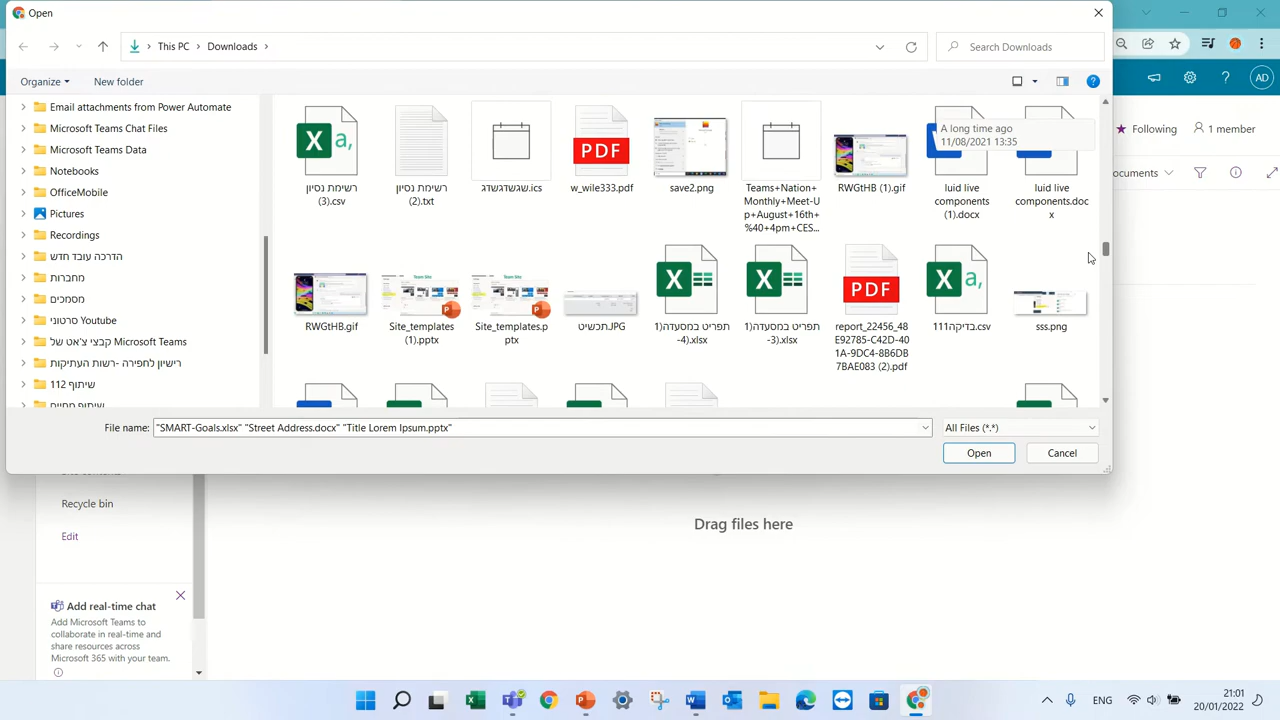 Open
This PC
Downloads
Search Downloads
Organize
New folder
AD
Following
1 member
ocuments
Email attachments from Power Automate
Microsoft Teams Chat Files
Microsoft Teams Data
Notebooks
OfficeMobile
Pictures
Recordings
הדרכה עובד חדש
מחברות
מסמכים
סרטוני Youtube
קבצי צ'אט של Microsoft Teams
רישיון לחפירה -רשות העתיקות
שיתוף 112
A long time ago
11/08/2021 13:35
רשימת נסיון
(3).csv
רשימת נסיון
(2).txt
שגשדגשדג.ics
w_wile333.pdf
save2.png
Teams+Nation+
Monthly+Meet-U
p+August+16th+
%40+4pm+CES...
RWGtHB (1).gif
luid live
components
(1).docx
luid live
components.doc
x
RWGtHB.gif
Site_templates
(1).pptx
Site_templates.p
ptx
תכשיט.JPG
תפריט במסעדה(1
-4).xlsx
תפריט במסעדה(1
-3).xlsx
report_22456_48
E92785-C42D-40
1A-9DC4-8B6DB
7BAE083 (2).pdf
בדיקה111.csv
sss.png
PDF
PDF
File name:
"SMART-Goals.xlsx" "Street Address.docx" "Title Lorem Ipsum.pptx"
All Files (*.*)
Open
Cancel
Recycle bin
Edit
Drag files here
Add real-time chat
Add Microsoft Teams to
collaborate in real-time and
share resources across
Microsoft 365 with your team.
ENG
21:01
20/01/2022